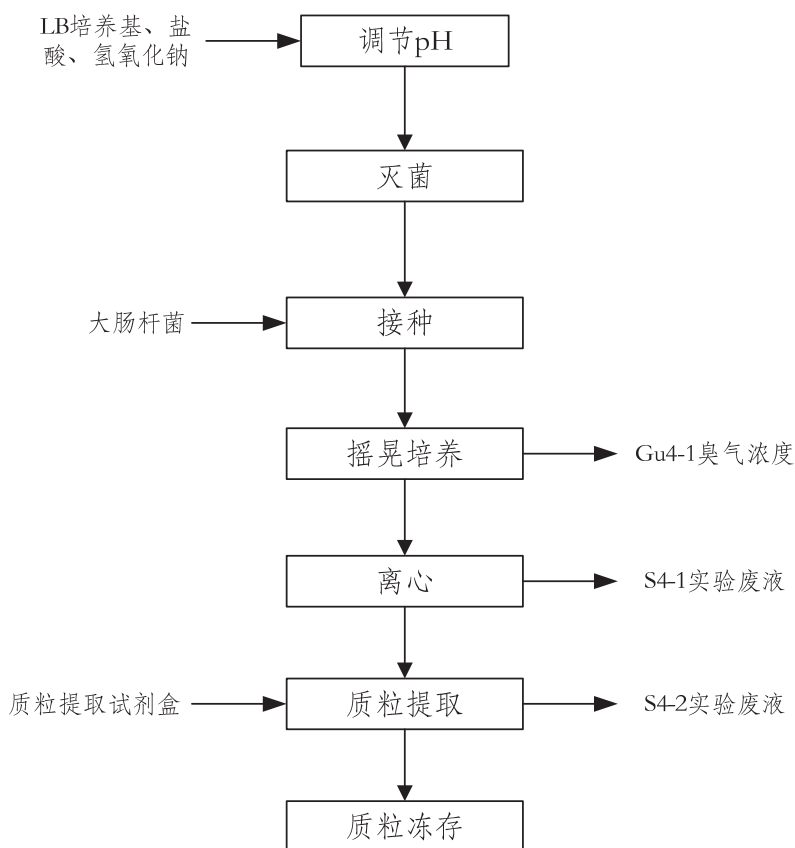 LB培养基、盐
酸、氢氧化钠
调节pH
灭菌
大肠杆菌
接种
摇晃培养
Gu4-1臭气浓度
离心
S4-1实验废液
质粒提取试剂盒
质粒提取
S4-2实验废液
质粒冻存